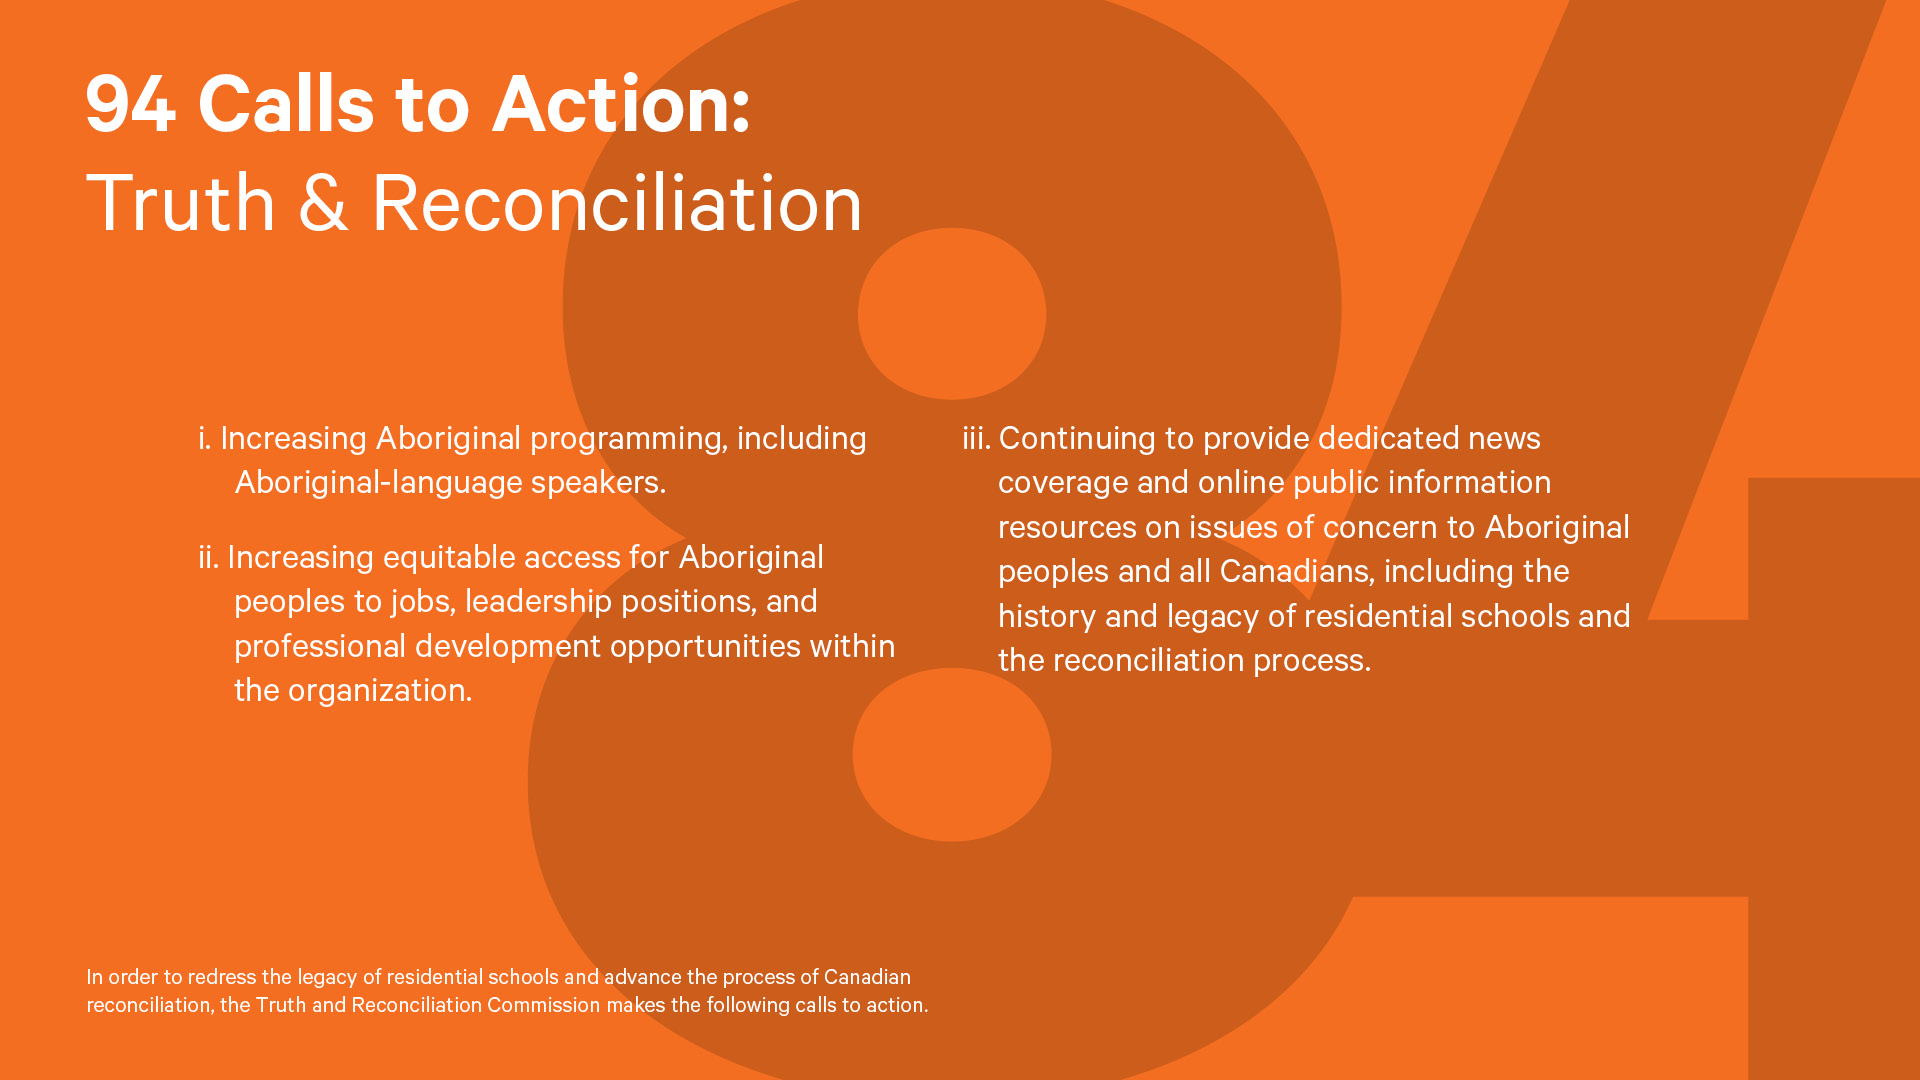 94 Calls to Action:
Truth & Reconciliation
84
i. Increasing Aboriginal programming, including
Aboriginal-language speakers.
ii. Increasing equitable access for Aboriginal
peoples to jobs, leadership positions, and
professional development opportunities within
the organization.
iii. Continuing to provide dedicated news
coverage and online public information
resources on issues of concern to Aboriginal
peoples and all Canadians, including the
history and legacy of residential schools and
the reconciliation process.
In order to redress the legacy of residential schools and advance the process of Canadian
reconciliation, the Truth and Reconciliation Commission makes the following calls to action.